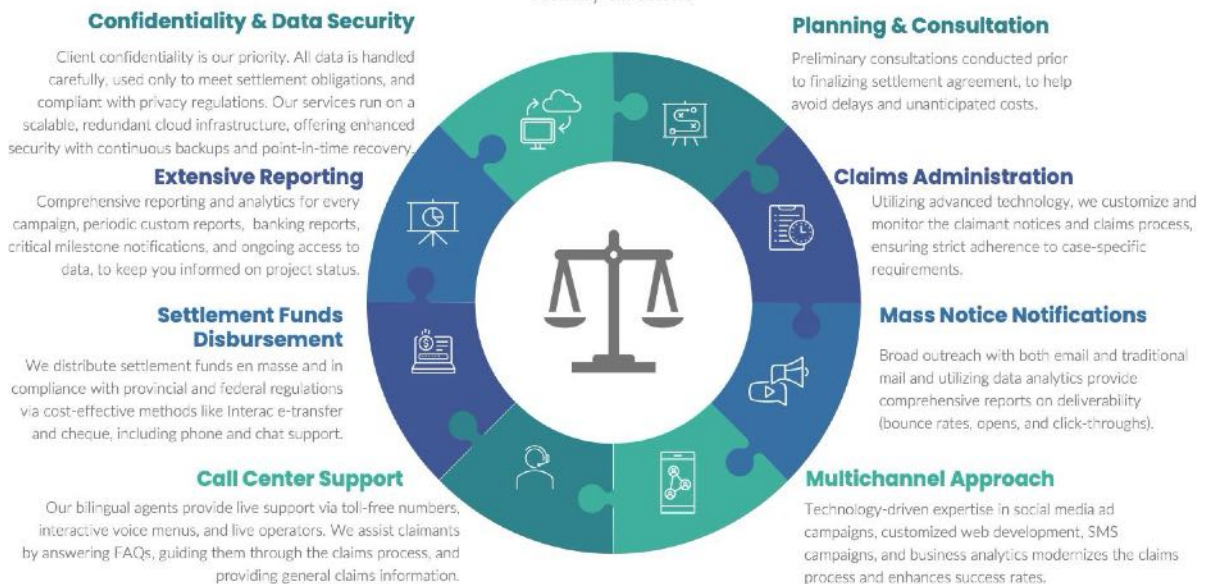 Confidentiality & Data Security
Client confidentiality is our priority. All data is handled
carefully, used only to meet settlement obligations, and
compliant with privacy regulations. Our services run on a
scalable, redundant cloud infrastructure, offering enhanced
security with continuous backups and point-in-time recovery.
Extensive Reporting
Comprehensive reporting and analytics for every
campaign, periodic custom reports, banking reports,
critical milestone notifications, and ongoing access to
data, to keep you informed on project status.
Settlement Funds
Disbursement
We distribute settlement funds en masse and in
compliance with provincial and federal regulations
via cost-effective methods like Interac e-transfer
and cheque, including phone and chat support.
Call Center Support
Our bilingual agents provide live support via toll-free numbers,
interactive voice menus, and live operators. We assist claimants
by answering FAQs, guiding them through the claims process, and
providing general claims information.
Planning & Consultation
Preliminary consultations conducted prior
to finalizing settlement agreement, to help
avoid delays and unanticipated costs.
Claims Administration
Utilizing advanced technology, we customize and
monitor the claimant notices and claims process,
ensuring strict adherence to case-specific
requirements.
Mass Notice Notifications
Broad outreach with both email and traditional
mail and utilizing data analytics provide
comprehensive reports on deliverability
(bounce rates, opens, and click-throughs).
Multichannel Approach
Technology-driven expertise in social media ad
campaigns, customized web development, SMS
campaigns, and business analytics modernizes the claims
process and enhances success rates.